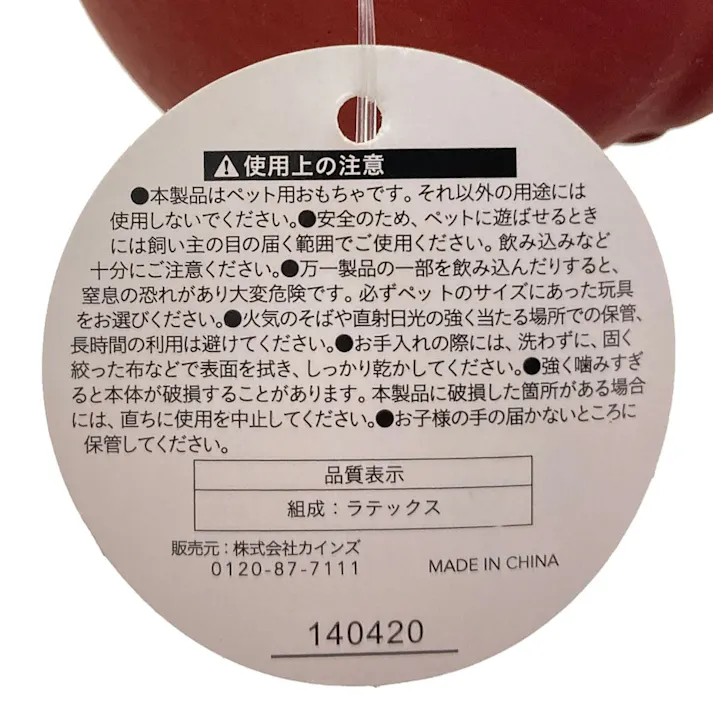 ⚠使用上の注意
●本製品はペット用おもちゃです。それ以外の用途には
使用しないでください。●安全のため、ペットに遊ばせるとき
には飼い主の目の届く範囲でご使用ください。飲み込みなど
十分にご注意ください。●万一製品の一部を飲み込んだりすると、
窒息の恐れがあり大変危険です。必ずペットのサイズにあった玩具
をお選びください。●火気のそばや直射日光の強く当たる場所での保管、
長時間の利用は避けてください。●お手入れの際には、洗わずに、固く
絞った布などで表面を拭き、しっかり乾かしてください。●強く噛みすぎ
ると本体が破損することがあります。本製品に破損した箇所がある場合
には、直ちに使用を中止してください。●お子様の手の届かないところに
保管してください。
品質表示
組成：ラテックス
販売元：株式会社カインズ
0120-87-7111
MADE IN CHINA
140420